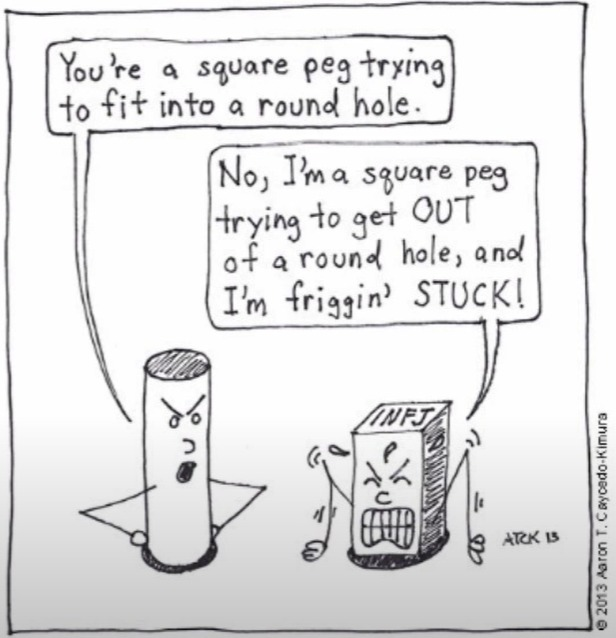 You're a square peg trying
to fit into a round hole.
No, I'm a square peg
trying to get OUT
of a round hole, and
I'm friggin' STUCK!
INFJ
ATCK 13
© 2013 Aaron T. Caycedo-Kimura